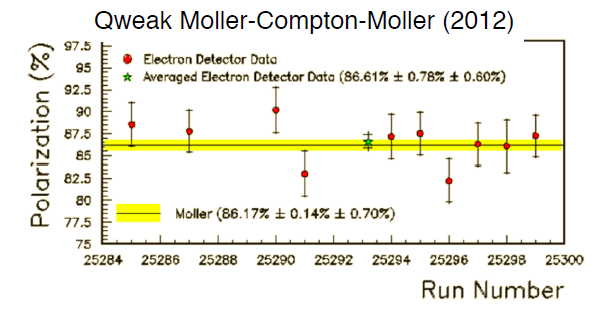 Qweak Moller-Compton-Moller (2012)
Polarization (%)
97.5
95
92.5
90
87.5
85
82.5
80
77.5
75
Electron Detector Data
Averaged Electron Detector Data (86.61% ± 0.78% ± 0.60%)
Moller (86.17% ± 0.14% ± 0.70%)
25284 25286 25288 25290 25292 25294 25296 25298 25300
Run Number